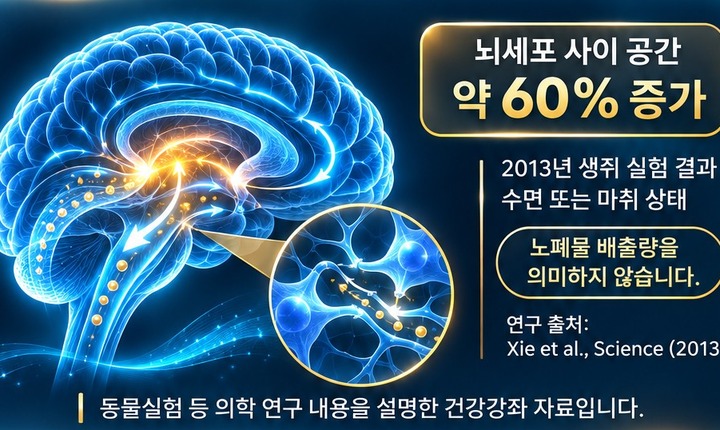 뇌세포 사이 공간
약 60% 증가
2013년 생쥐 실험 결과
수면 또는 마취 상태
노폐물 배출량을
의미하지 않습니다.
연구 출처:
Xie et al., Science (2013
동물실험 등 의학 연구 내용을 설명한 건강강좌 자료입니다.